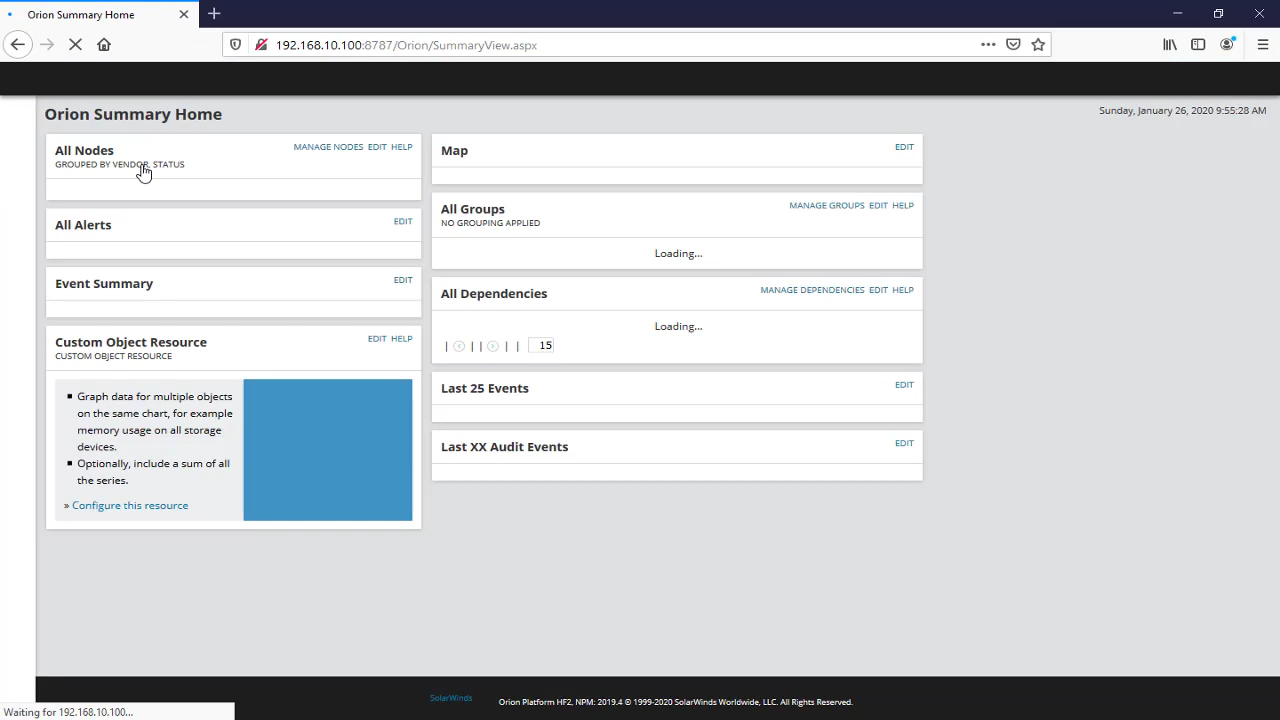 Orion Summary Home
192.168.10.100:8787/Orion/SummaryView.aspx
Orion Summary Home
Sunday, January 26, 2020 9:55:28 AM
All Nodes
MANAGE NODES EDIT HELP
GROUPED BY VENDOR, STATUS
All Alerts
EDIT
Event Summary
EDIT
Custom Object Resource
EDIT HELP
CUSTOM OBJECT RESOURCE
Graph data for multiple objects
on the same chart, for example
memory usage on all storage
devices.
Optionally, include a sum of all
the series.
» Configure this resource
Map
EDIT
All Groups
MANAGE GROUPS EDIT HELP
NO GROUPING APPLIED
Loading...
All Dependencies
MANAGE DEPENDENCIES EDIT HELP
Loading...
| | | | | 15
Last 25 Events
EDIT
Last XX Audit Events
EDIT
SolarWinds
Orion Platform HF2, NPM: 2019.4 © 1999-2020 SolarWinds Worldwide, LLC. All Rights Reserved.
Waiting for 192.168.10.100...